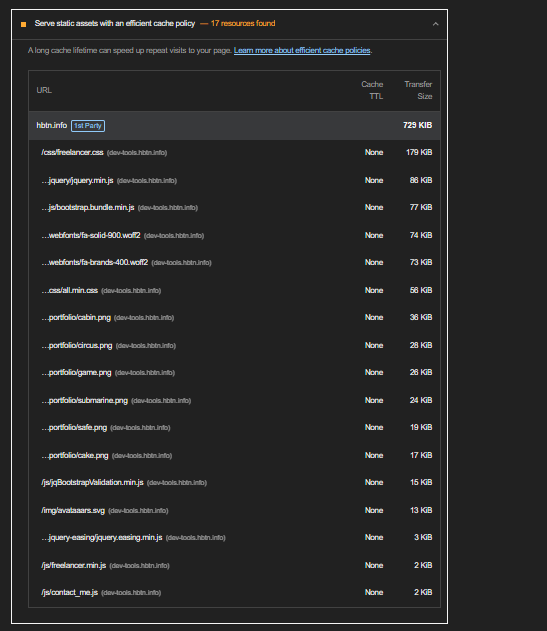 Serve static assets with an efficient cache policy — 17 resources found
A long cache lifetime can speed up repeat visits to your page. Learn more about efficient cache policies.
URL Cache TTL Transfer Size
hbtn.info 1st Party 729 KiB
/css/freelancer.css (dev-tools.hbtn.info) None 179 KiB
…jquery/jquery.min.js (dev-tools.hbtn.info) None 86 KiB
…js/bootstrap.bundle.min.js (dev-tools.hbtn.info) None 77 KiB
…webfonts/fa-solid-900.woff2 (dev-tools.hbtn.info) None 74 KiB
…webfonts/fa-brands-400.woff2 (dev-tools.hbtn.info) None 73 KiB
…css/all.min.css (dev-tools.hbtn.info) None 56 KiB
…portfolio/cabin.png (dev-tools.hbtn.info) None 36 KiB
…portfolio/circus.png (dev-tools.hbtn.info) None 28 KiB
…portfolio/game.png (dev-tools.hbtn.info) None 26 KiB
…portfolio/submarine.png (dev-tools.hbtn.info) None 24 KiB
…portfolio/safe.png (dev-tools.hbtn.info) None 19 KiB
…portfolio/cake.png (dev-tools.hbtn.info) None 17 KiB
/js/jqBootstrapValidation.min.js (dev-tools.hbtn.info) None 15 KiB
/img/avataaars.svg (dev-tools.hbtn.info) None 13 KiB
…jquery-easing/jquery.easing.min.js (dev-tools.hbtn.info) None 3 KiB
/js/freelancer.min.js (dev-tools.hbtn.info) None 2 KiB
/js/contact_me.js (dev-tools.hbtn.info) None 2 KiB